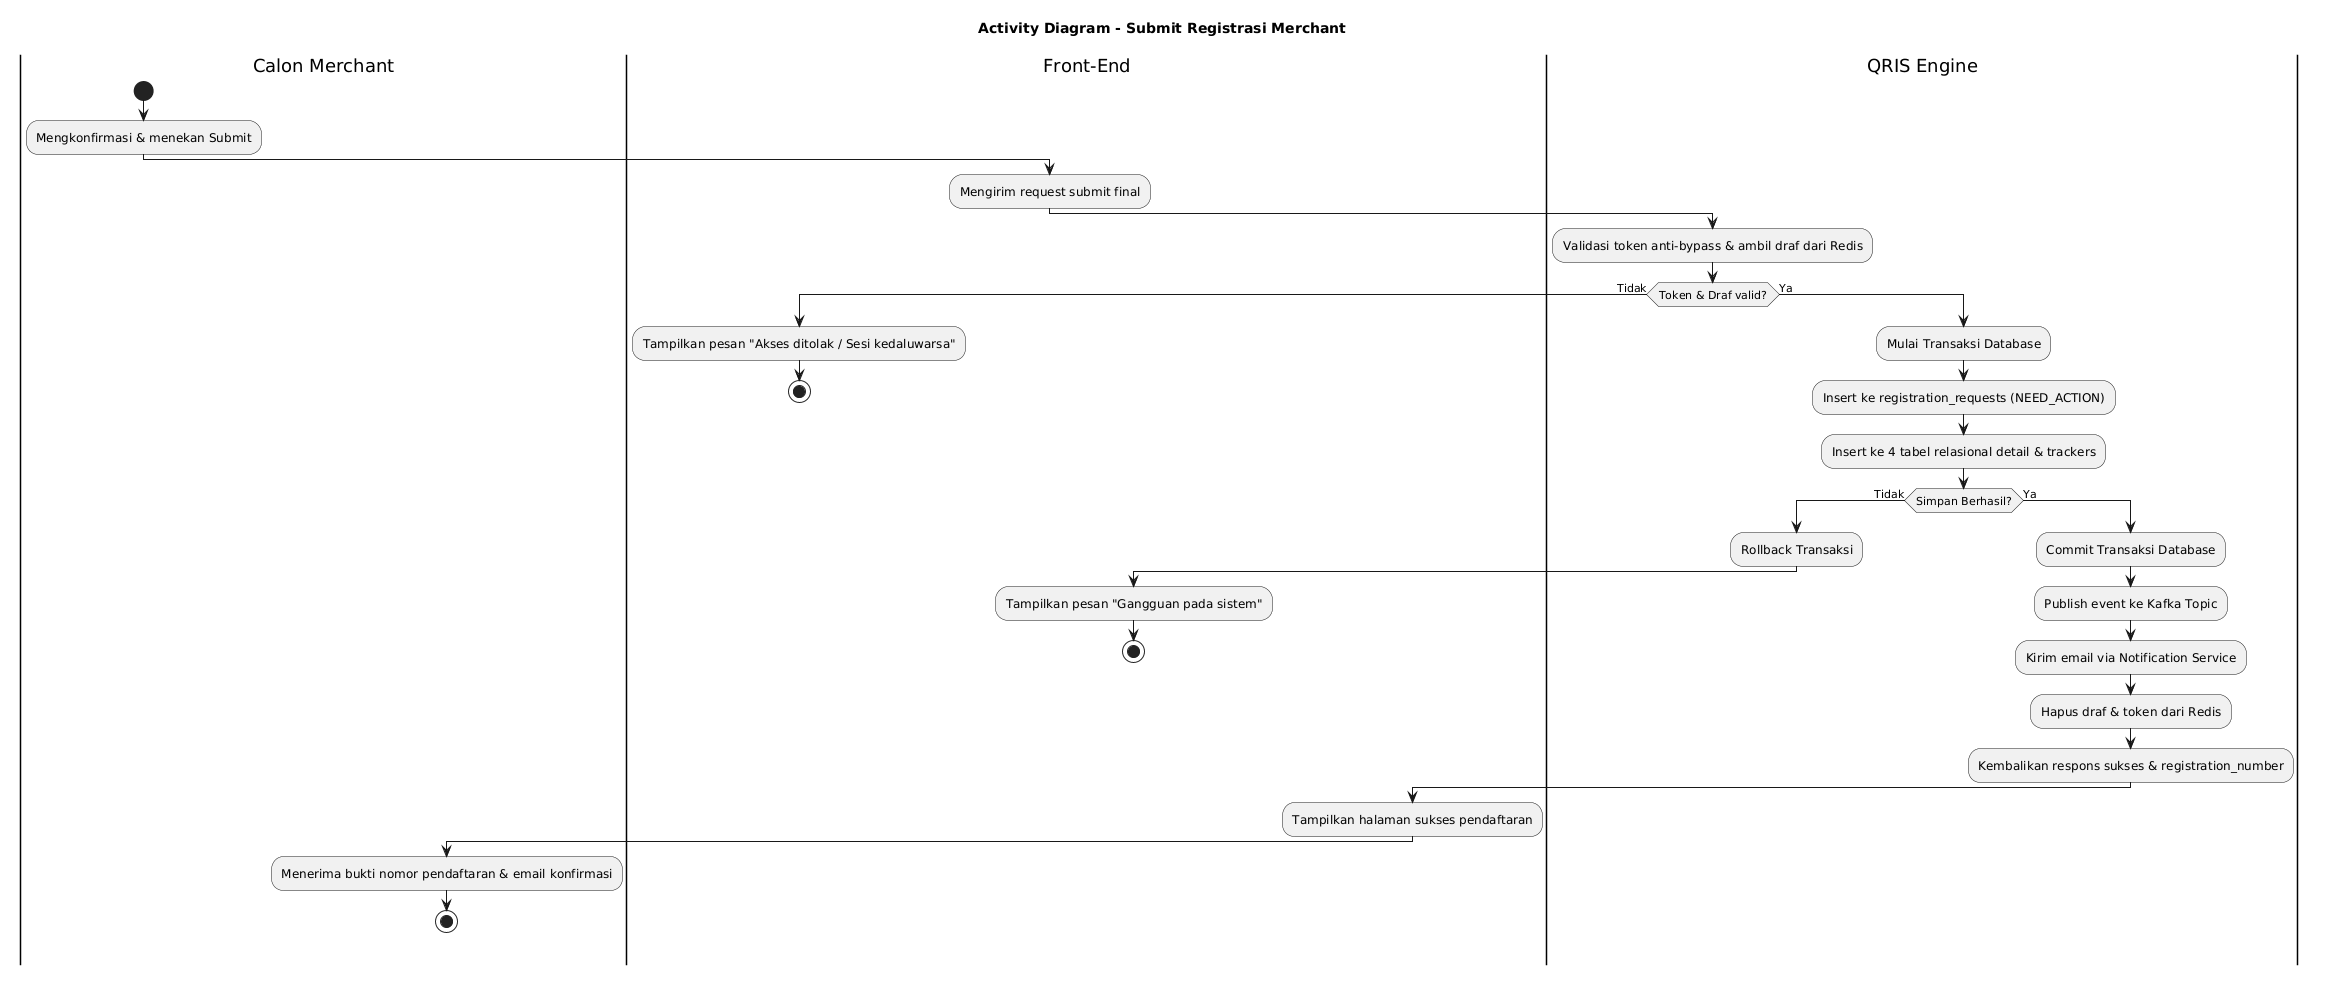 Activity Diagram - Submit Registrasi Merchant
Calon Merchant
Front-End
QRIS Engine
Mengkonfirmasi & menekan Submit
Mengirim request submit final
Validasi token anti-bypass & ambil draf dari Redis
Tidak
Token & Draf valid?
Ya
Tampilkan pesan "Akses ditolak / Sesi kedaluwarsa"
Mulai Transaksi Database
Insert ke registration_requests (NEED_ACTION)
Insert ke 4 tabel relasional detail & trackers
Tidak
Simpan Berhasil?
Ya
Rollback Transaksi
Commit Transaksi Database
Tampilkan pesan "Gangguan pada sistem"
Publish event ke Kafka Topic
Kirim email via Notification Service
Hapus draf & token dari Redis
Kembalikan respons sukses & registration_number
Tampilkan halaman sukses pendaftaran
Menerima bukti nomor pendaftaran & email konfirmasi